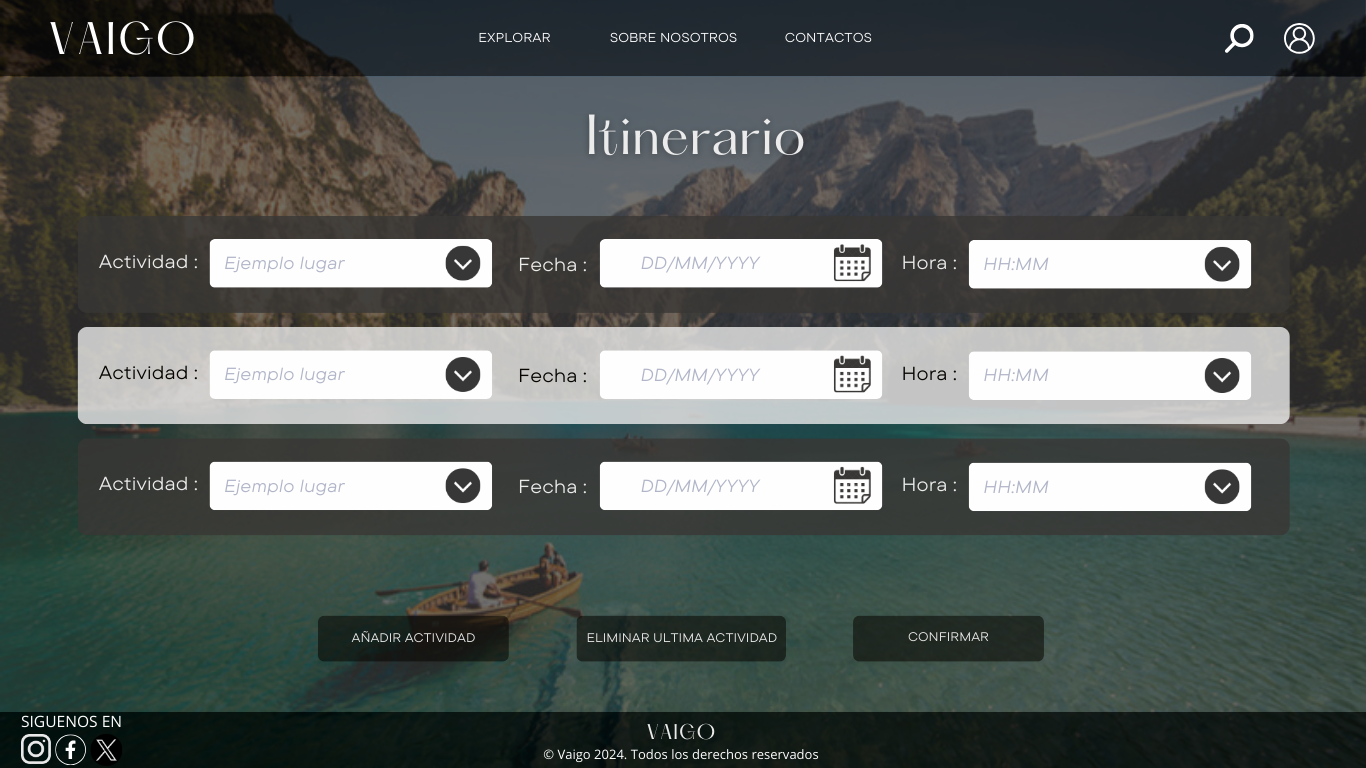 VAIGO
EXPLORAR SOBRE NOSOTROS CONTACTOS
Itinerario
Actividad : Ejemplo lugar Fecha : DD/MM/YYYY Hora : HH:MM
Actividad : Ejemplo lugar Fecha : DD/MM/YYYY Hora : HH:MM
Actividad : Ejemplo lugar Fecha : DD/MM/YYYY Hora : HH:MM
AÑADIR ACTIVIDAD ELIMINAR ULTIMA ACTIVIDAD CONFIRMAR
SIGUENOS EN
VAIGO
© Vaigo 2024. Todos los derechos reservados